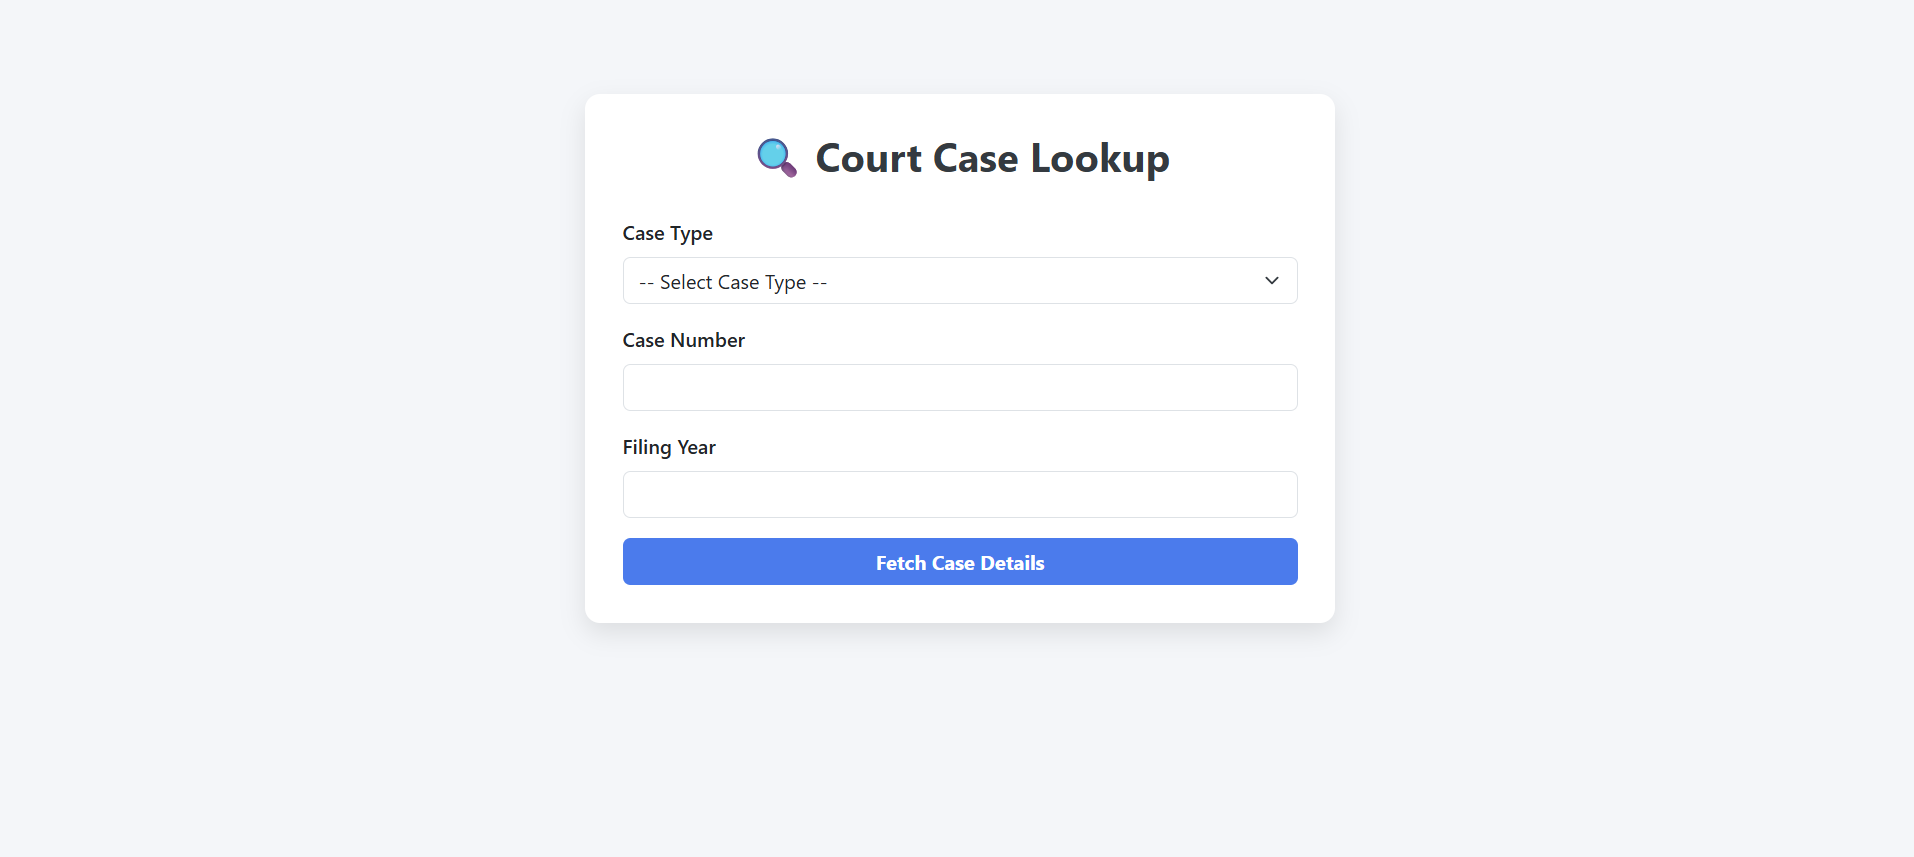 Court Case Lookup
Case Type
-- Select Case Type --
Case Number
Filing Year
Fetch Case Details